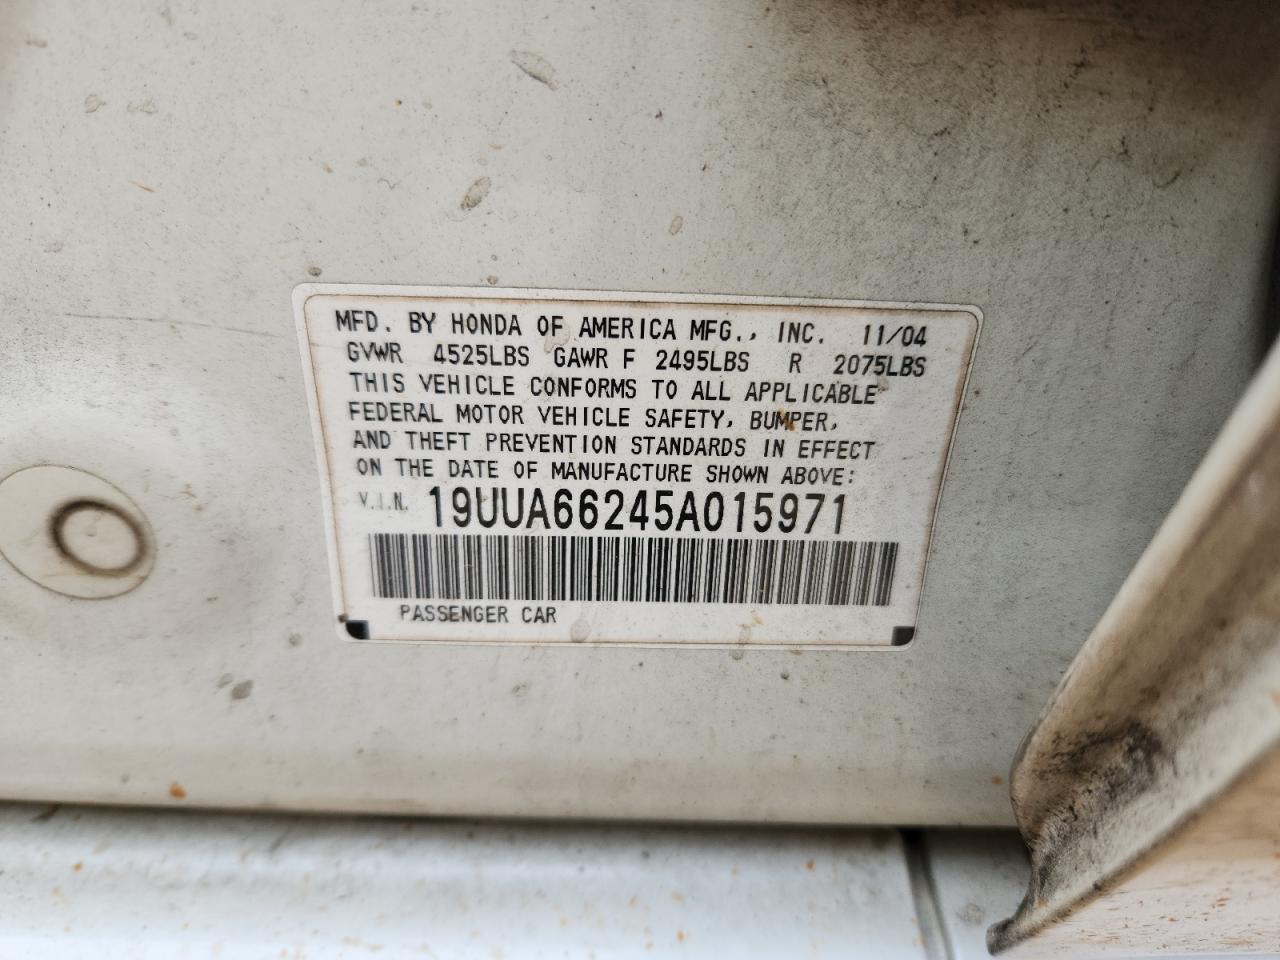 MFD. BY HONDA OF AMERICA MFG., INC. 11/04
GVWR 4525LBS GAWR F 2495LBS R 2075LBS
THIS VEHICLE CONFORMS TO ALL APPLICABLE
FEDERAL MOTOR VEHICLE SAFETY, BUMPER,
AND THEFT PREVENTION STANDARDS IN EFFECT
ON THE DATE OF MANUFACTURE SHOWN ABOVE:
V.I.N. 19UUA66245A015971
PASSENGER CAR